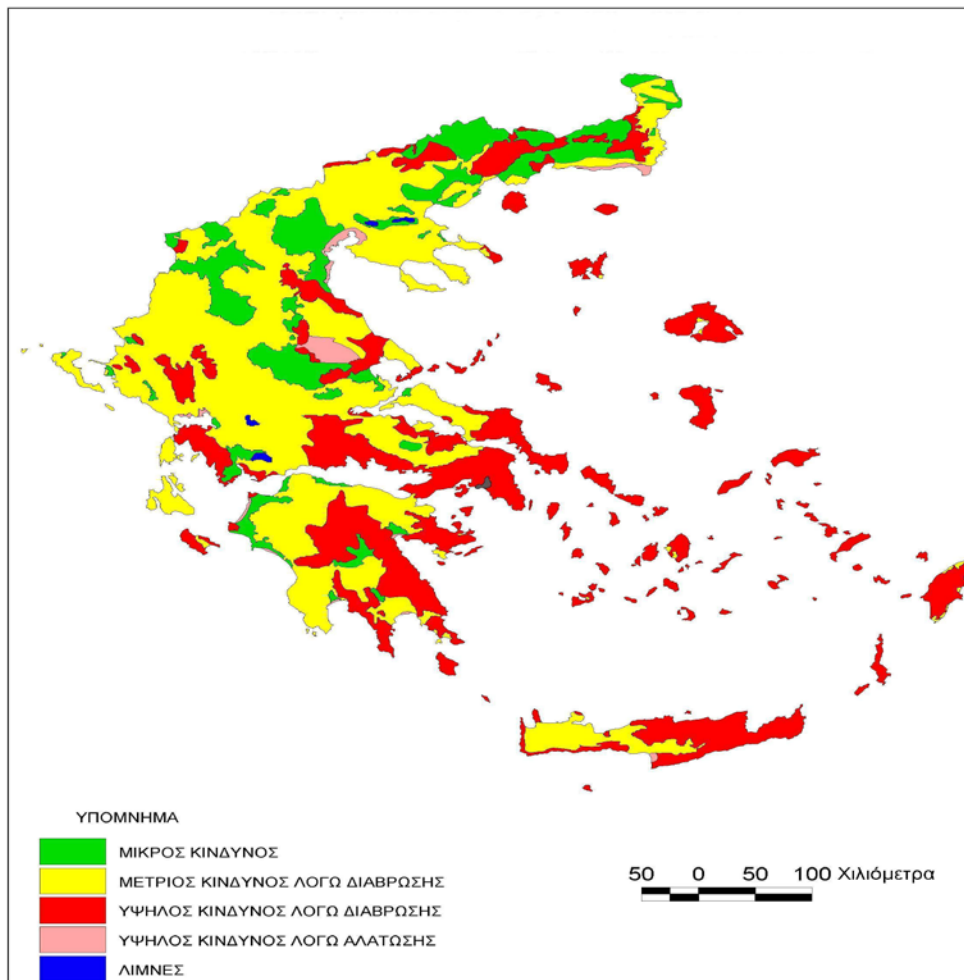 ΥΠΟΜΝΗΜΑ
ΜΙΚΡΟΣ ΚΙΝΔΥΝΟΣ
ΜΕΤΡΙΟΣ ΚΙΝΔΥΝΟΣ ΛΟΓΩ ΔΙΑΒΡΩΣΗΣ
ΥΨΗΛΟΣ ΚΙΝΔΥΝΟΣ ΛΟΓΩ ΔΙΑΒΡΩΣΗΣ
ΥΨΗΛΟΣ ΚΙΝΔΥΝΟΣ ΛΟΓΩ ΑΛΑΤΩΣΗΣ
ΛΙΜΝΕΣ
50 0 50 100 Χιλιόμετρα